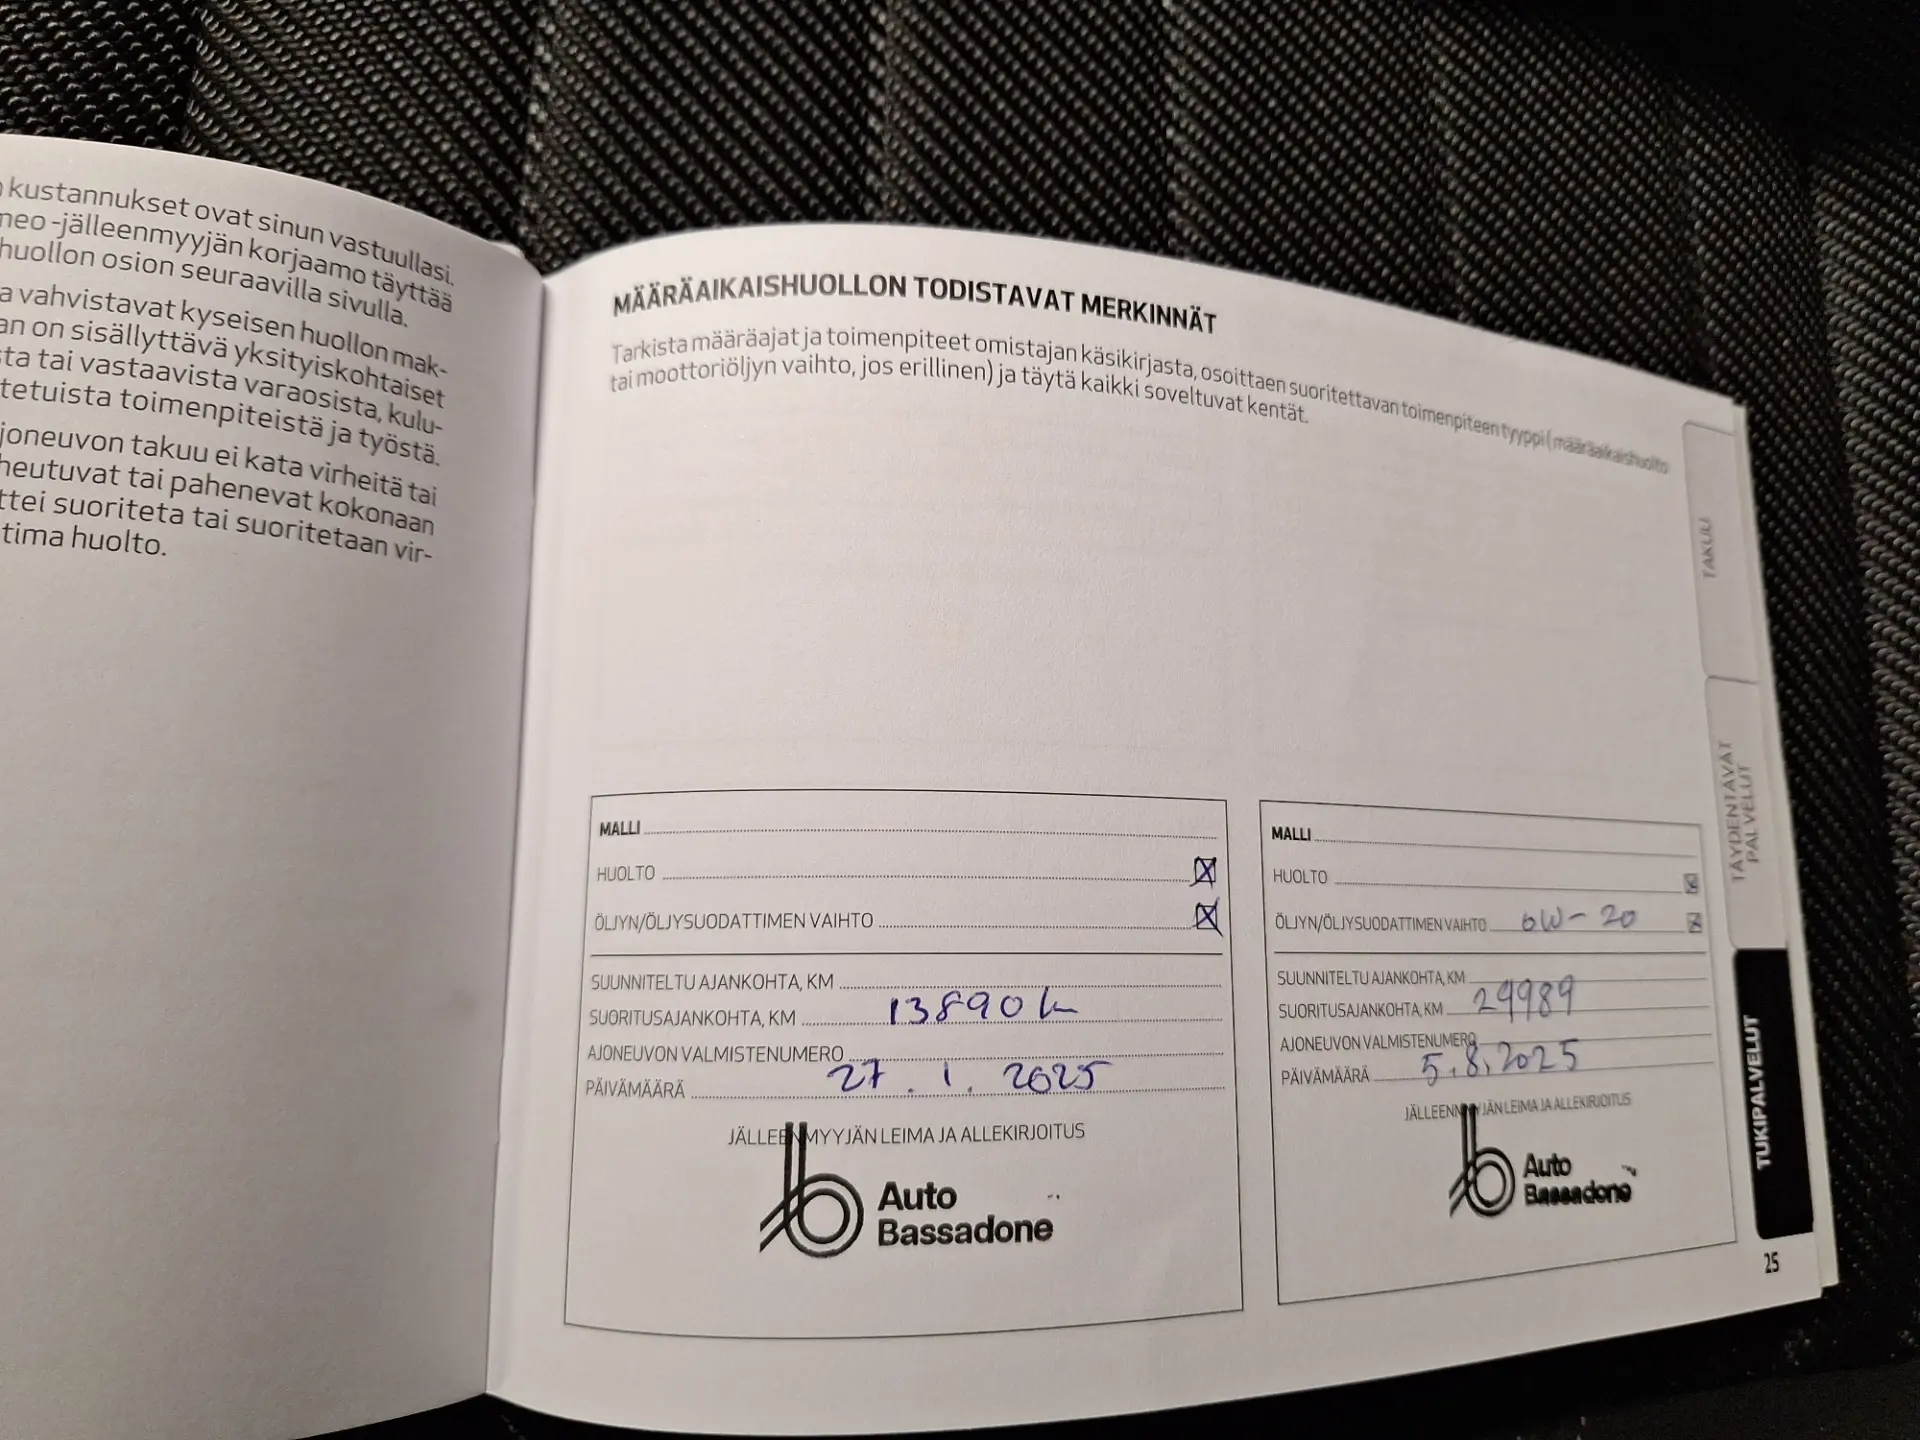 kustannukset ovat sinun vastuullasi.
meo -jälleenmyyjän korjaamo täyttää
huollon osion seuraavilla sivulla.
a vahvistavat kyseisen huollon mak-
an on sisällyttävä yksityiskohtaiset
sta tai vastaavista varaosista, kulu-
tetuista toimenpiteistä ja työstä.
joneuvon takuu ei kata virheitä tai
heutuvat tai pahenevat kokonaan
ttei suoriteta tai suoritetaan vir-
tima huolto.
MÄÄRÄAIKAISHUOLLON TODISTAVAT MERKINNÄT
Tarkista määräajat ja toimenpiteet omistajan käsikirjasta, osoittaen suoritettavan toimenpiteen tyyppi (määräaikaishuolto
tai moottoriöljyn vaihto, jos erillinen) ja täytä kaikki soveltuvat kentät.
MALLI
HUOLTO
ÖLJYN/ÖLJYSUODATTIMEN VAIHTO
SUUNNITELTU AJANKOHTA, KM
SUORITUSAJANKOHTA, KM 13890 km
AJONEUVON VALMISTENUMERO
PÄIVÄMÄÄRÄ 27.1.2025
JÄLLEENMYYJÄN LEIMA JA ALLEKIRJOITUS
Auto
Bassadone
MALLI
HUOLTO
ÖLJYN/ÖLJYSUODATTIMEN VAIHTO 0W-20
SUUNNITELTU AJANKOHTA, KM
SUORITUSAJANKOHTA, KM 29989
AJONEUVON VALMISTENUMERO
PÄIVÄMÄÄRÄ 5.8.2025
JÄLLEENMYYJÄN LEIMA JA ALLEKIRJOITUS
Auto
Bassadone
TAKUU
TÄYDENTÄVÄT
PALVELUT
TUKIPALVELUT
25